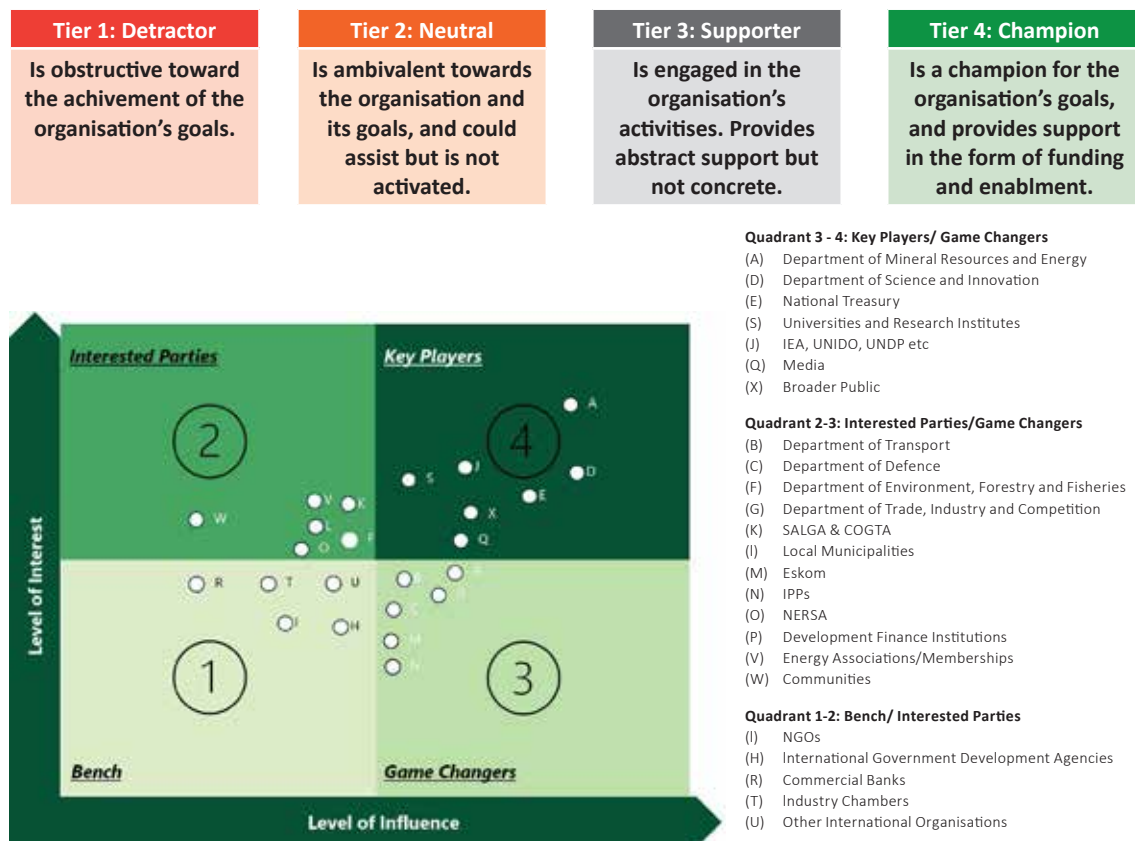 Tier 1: Detractor
Is obstructive toward
the achivement of the
organisation's goals.
Tier 2: Neutral
Is ambivalent towards
the organisation and
its goals, and could
assist but is not
activated.
Tier 3: Supporter
Is engaged in the
organisation's
activitises. Provides
abstract support but
not concrete.
Tier 4: Champion
Is a champion for the
organisation's goals,
and provides support
in the form of funding
and enablment.
Level of Interest
Interested Parties
2
V
K
L
W
O
Key Players
4
A
J
S
D
E
X
Q
R
T
U
H
1
Bench
M
N
3
Game Changers
Level of Influence
Quadrant 3 - 4: Key Players/ Game Changers
(A) Department of Mineral Resources and Energy
(D) Department of Science and Innovation
(E) National Treasury
(S) Universities and Research Institutes
(J) IEA, UNIDO, UNDP etc
(Q) Media
(X) Broader Public
Quadrant 2-3: Interested Parties/Game Changers
(B) Department of Transport
(C) Department of Defence
(F) Department of Environment, Forestry and Fisheries
(G) Department of Trade, Industry and Competition
(K) SALGA & COGTA
(l) Local Municipalities
(M) Eskom
(N) IPPs
(O) NERSA
(P) Development Finance Institutions
(V) Energy Associations/Memberships
(W) Communities
Quadrant 1-2: Bench/ Interested Parties
(l) NGOs
(H) International Government Development Agencies
(R) Commercial Banks
(T) Industry Chambers
(U) Other International Organisations